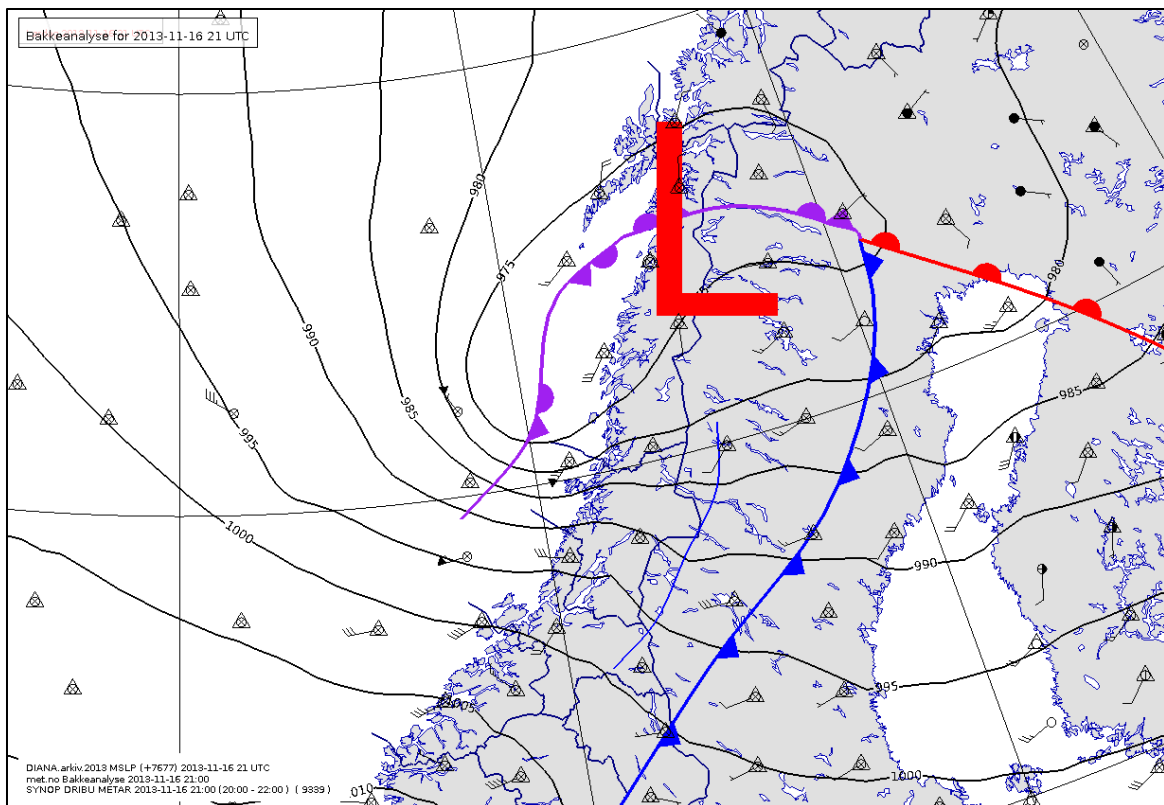 Bakkeanalyse for 2013-11-16 21 UTC
980
975
990
980
985
985
995
L
1000
990
995
1005
1000
010
DIANA.arkiv.2013 MSLP (+7677) 2013-11-16 21 UTC
met.no Bakkeanalyse 2013-11-16 21:00
SYNOP DRIBU METAR 2013-11-16 21:00 (20:00 - 22:00) ( 9339 )